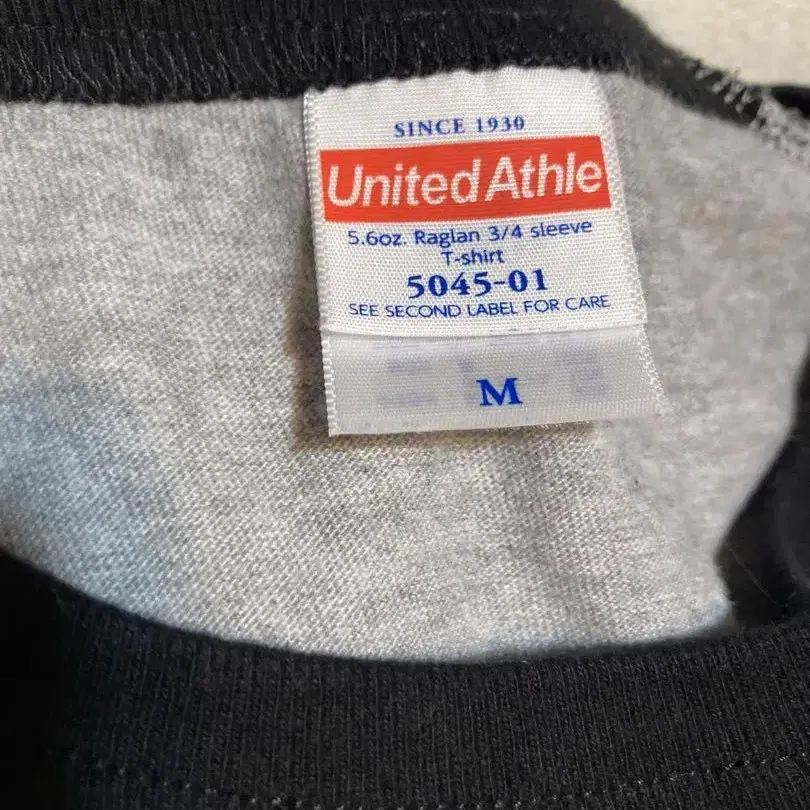 SINCE 1930
United Athle
5.6oz. Raglan 3/4 sleeve
T-shirt
5045-01
SEE SECOND LABEL FOR CARE
M